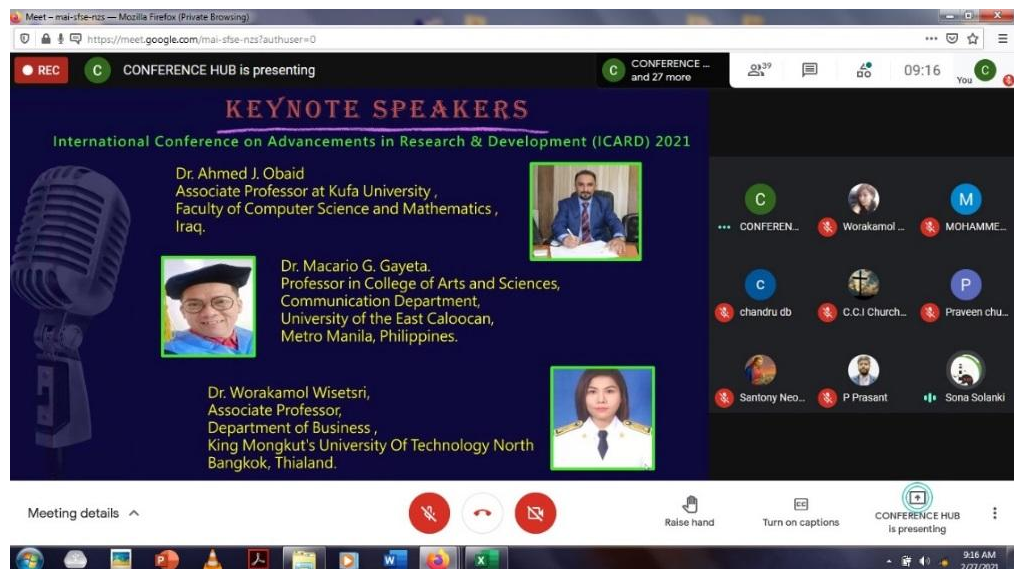 Meet – mai-sfse-nzs — Mozilla Firefox (Private Browsing)
https://meet.google.com/mai-sfse-nzs?authuser=0
REC
C
CONFERENCE HUB is presenting
C
CONFERENCE ...
and 27 more
39
09:16
You
C
KEYNOTE SPEAKERS
International Conference on Advancements in Research & Development (ICARD) 2021
Dr. Ahmed J. Obaid
Associate Professor at Kufa University ,
Faculty of Computer Science and Mathematics ,
Iraq.
Dr. Macario G. Gayeta.
Professor in College of Arts and Sciences,
Communication Department,
University of the East Caloocan,
Metro Manila, Philippines.
Dr. Worakamol Wisetsri,
Associate Professor,
Department of Business ,
King Mongkut's University Of Technology North
Bangkok, Thialand.
C
M
CONFEREN...
Worakamol ...
MOHAMME...
c
P
chandru db
C.C.I Church...
Praveen chu...
Santony Neo...
P Prasant
Sona Solanki
Meeting details
Raise hand
CC
Turn on captions
CONFERENCE HUB
is presenting
9:16 AM
2/27/2021